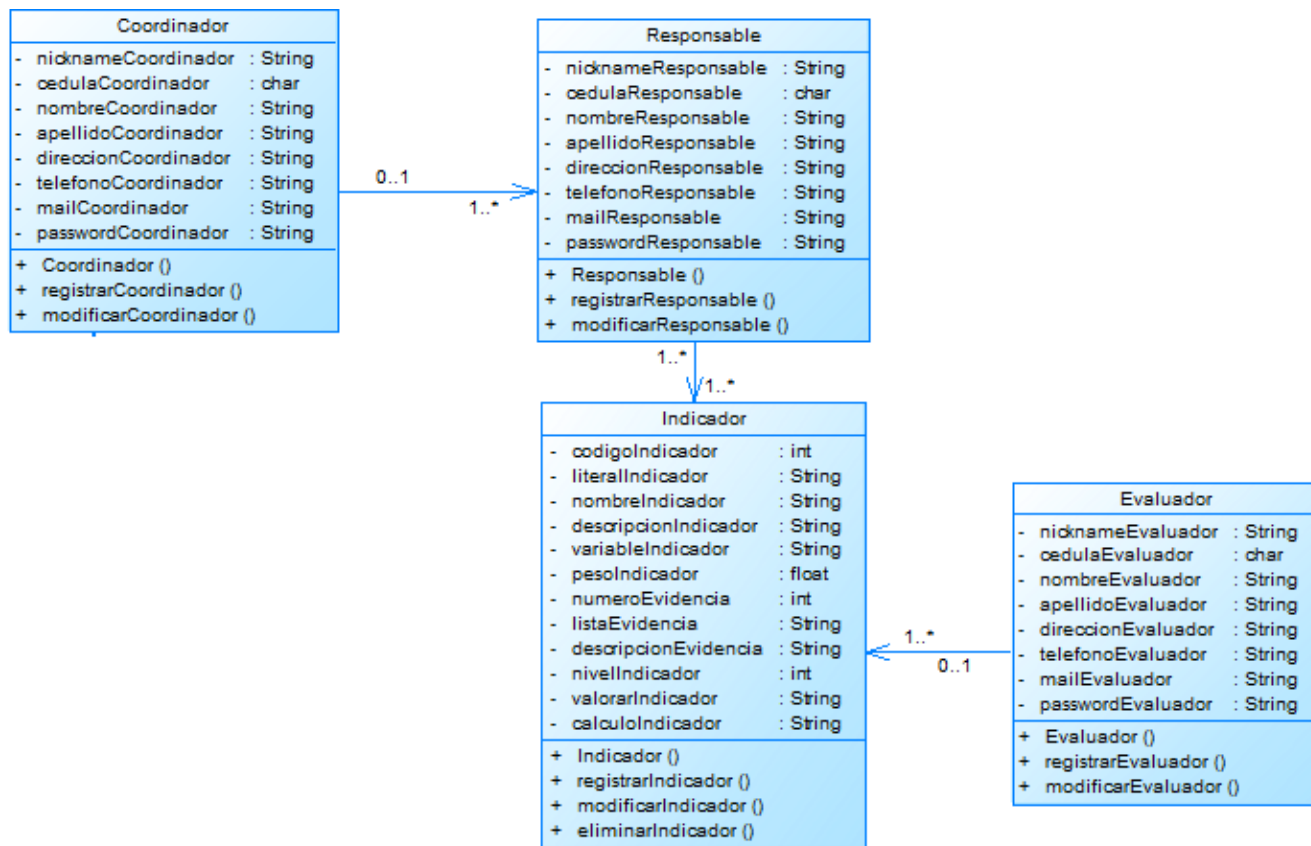 Coordinador
- nicknameCoordinador : String
- cedulaCoordinador : char
- nombreCoordinador : String
- apellidoCoordinador : String
- direccionCoordinador : String
- telefonoCoordinador : String
- mailCoordinador : String
- passwordCoordinador : String
+ Coordinador ()
+ registrarCoordinador ()
+ modificarCoordinador ()
0..1
1..*
Responsable
- nicknameResponsable : String
- cedulaResponsable : char
- nombreResponsable : String
- apellidoResponsable : String
- direccionResponsable : String
- telefonoResponsable : String
- mailResponsable : String
- passwordResponsable : String
+ Responsable ()
+ registrarResponsable ()
+ modificarResponsable ()
1..*
1..*
Indicador
- codigoIndicador : int
- literalIndicador : String
- nombreIndicador : String
- descripcionIndicador : String
- variableIndicador : String
- pesoIndicador : float
- numeroEvidencia : int
- listaEvidencia : String
- descripcionEvidencia : String
- nivelIndicador : int
- valorarIndicador : String
- calculoIndicador : String
+ Indicador ()
+ registrarIndicador ()
+ modificarIndicador ()
+ eliminarIndicador ()
1..*
0..1
Evaluador
- nicknameEvaluador : String
- cedulaEvaluador : char
- nombreEvaluador : String
- apellidoEvaluador : String
- direccionEvaluador : String
- telefonoEvaluador : String
- mailEvaluador : String
- passwordEvaluador : String
+ Evaluador ()
+ registrarEvaluador ()
+ modificarEvaluador ()